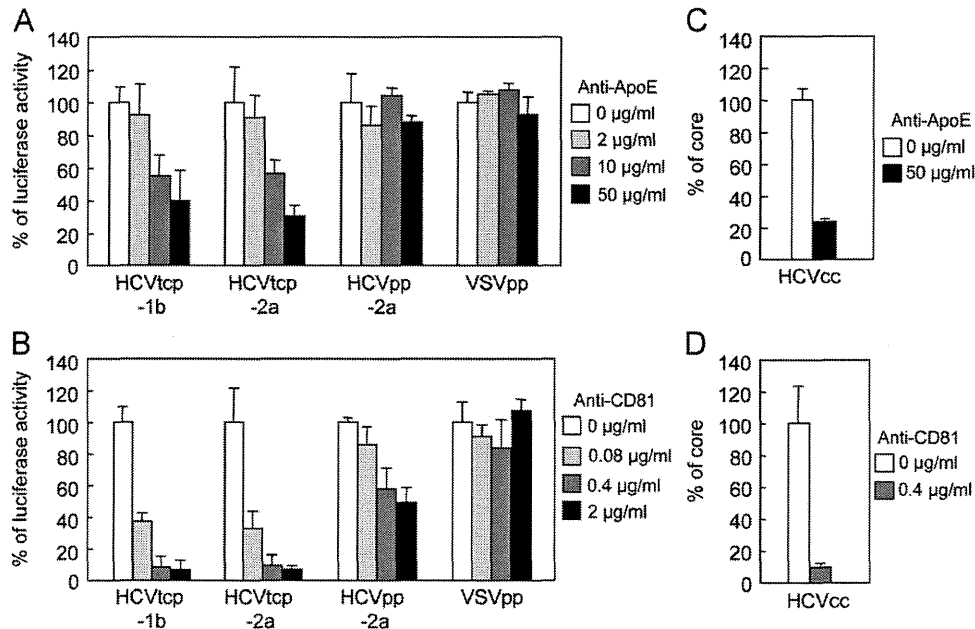 A
% of luciferase activity
140
120
100
80
60
40
20
0
HCVtcp
-1b
HCVtcp
-2a
HCVpp
-2a
VSVpp
Anti-ApoE
0 µg/ml
2 µg/ml
10 µg/ml
50 µg/ml
C
% of core
140
120
100
80
60
40
20
0
HCVcc
Anti-ApoE
0 µg/ml
50 µg/ml
B
% of luciferase activity
140
120
100
80
60
40
20
0
HCVtcp
-1b
HCVtcp
-2a
HCVpp
-2a
VSVpp
Anti-CD81
0 µg/ml
0.08 µg/ml
0.4 µg/ml
2 µg/ml
D
% of core
140
120
100
80
60
40
20
0
HCVcc
Anti-CD81
0 µg/ml
0.4 µg/ml